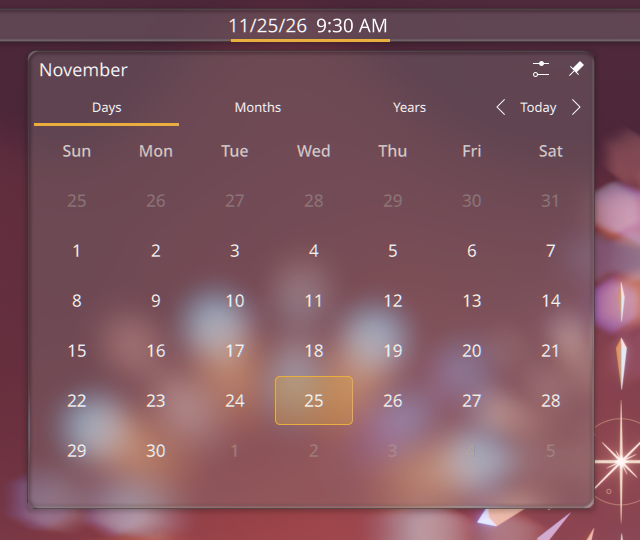 11/25/26 9:30 AM
November
Days Months Years Today
Sun Mon Tue Wed Thu Fri Sat
25 26 27 28 29 30 31
1 2 3 4 5 6 7
8 9 10 11 12 13 14
15 16 17 18 19 20 21
22 23 24 25 26 27 28
29 30 1 2 3 4 5